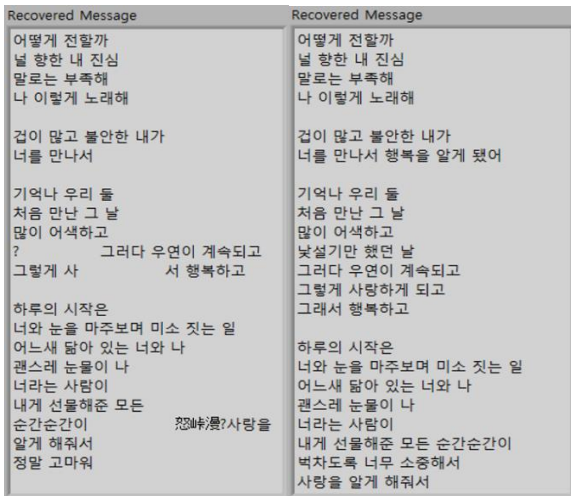 Recovered Message
어떻게 전할까
널 향한 내 진심
말로는 부족해
나 이렇게 노래해
겁이 많고 불안한 내가
너를 만나서
기억나 우리 둘
처음 만난 그 날
많이 어색하고
? 그러다 우연이 계속되고
그렇게 사 서 행복하고
하루의 시작은
너와 눈을 마주보며 미소 짓는 일
어느새 닮아 있는 너와 나
괜스레 눈물이 나
너라는 사람이
내게 선물해준 모든
순간순간이 怒峠漫?사랑을
알게 해줘서
정말 고마워
Recovered Message
어떻게 전할까
널 향한 내 진심
말로는 부족해
나 이렇게 노래해
겁이 많고 불안한 내가
너를 만나서 행복을 알게 됐어
기억나 우리 둘
처음 만난 그 날
많이 어색하고
낯설기만 했던 날
그러다 우연이 계속되고
그렇게 사랑하게 되고
그래서 행복하고
하루의 시작은
너와 눈을 마주보며 미소 짓는 일
어느새 닮아 있는 너와 나
괜스레 눈물이 나
너라는 사람이
내게 선물해준 모든 순간순간이
벅차도록 너무 소중해서
사랑을 알게 해줘서